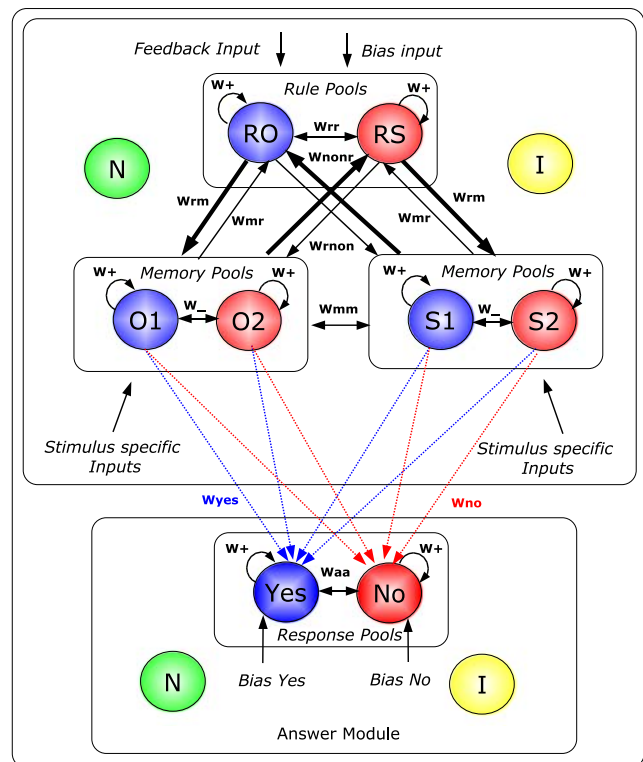 Feedback Input
Bias input
Rule Pools
W+
W+
RO
Wrr
RS
N
I
Wnonr
Wrm
Wmr
Wmr
Wrm
Wrnon
W+
Memory Pools
W+
W+
Memory Pools
W+
O1
W_
O2
Wmm
S1
W_
S2
Stimulus specific
Inputs
Stimulus specific
Inputs
Wyes
Wno
W+
Waa
W+
Yes
No
Response Pools
N
Bias Yes
Bias No
I
Answer Module